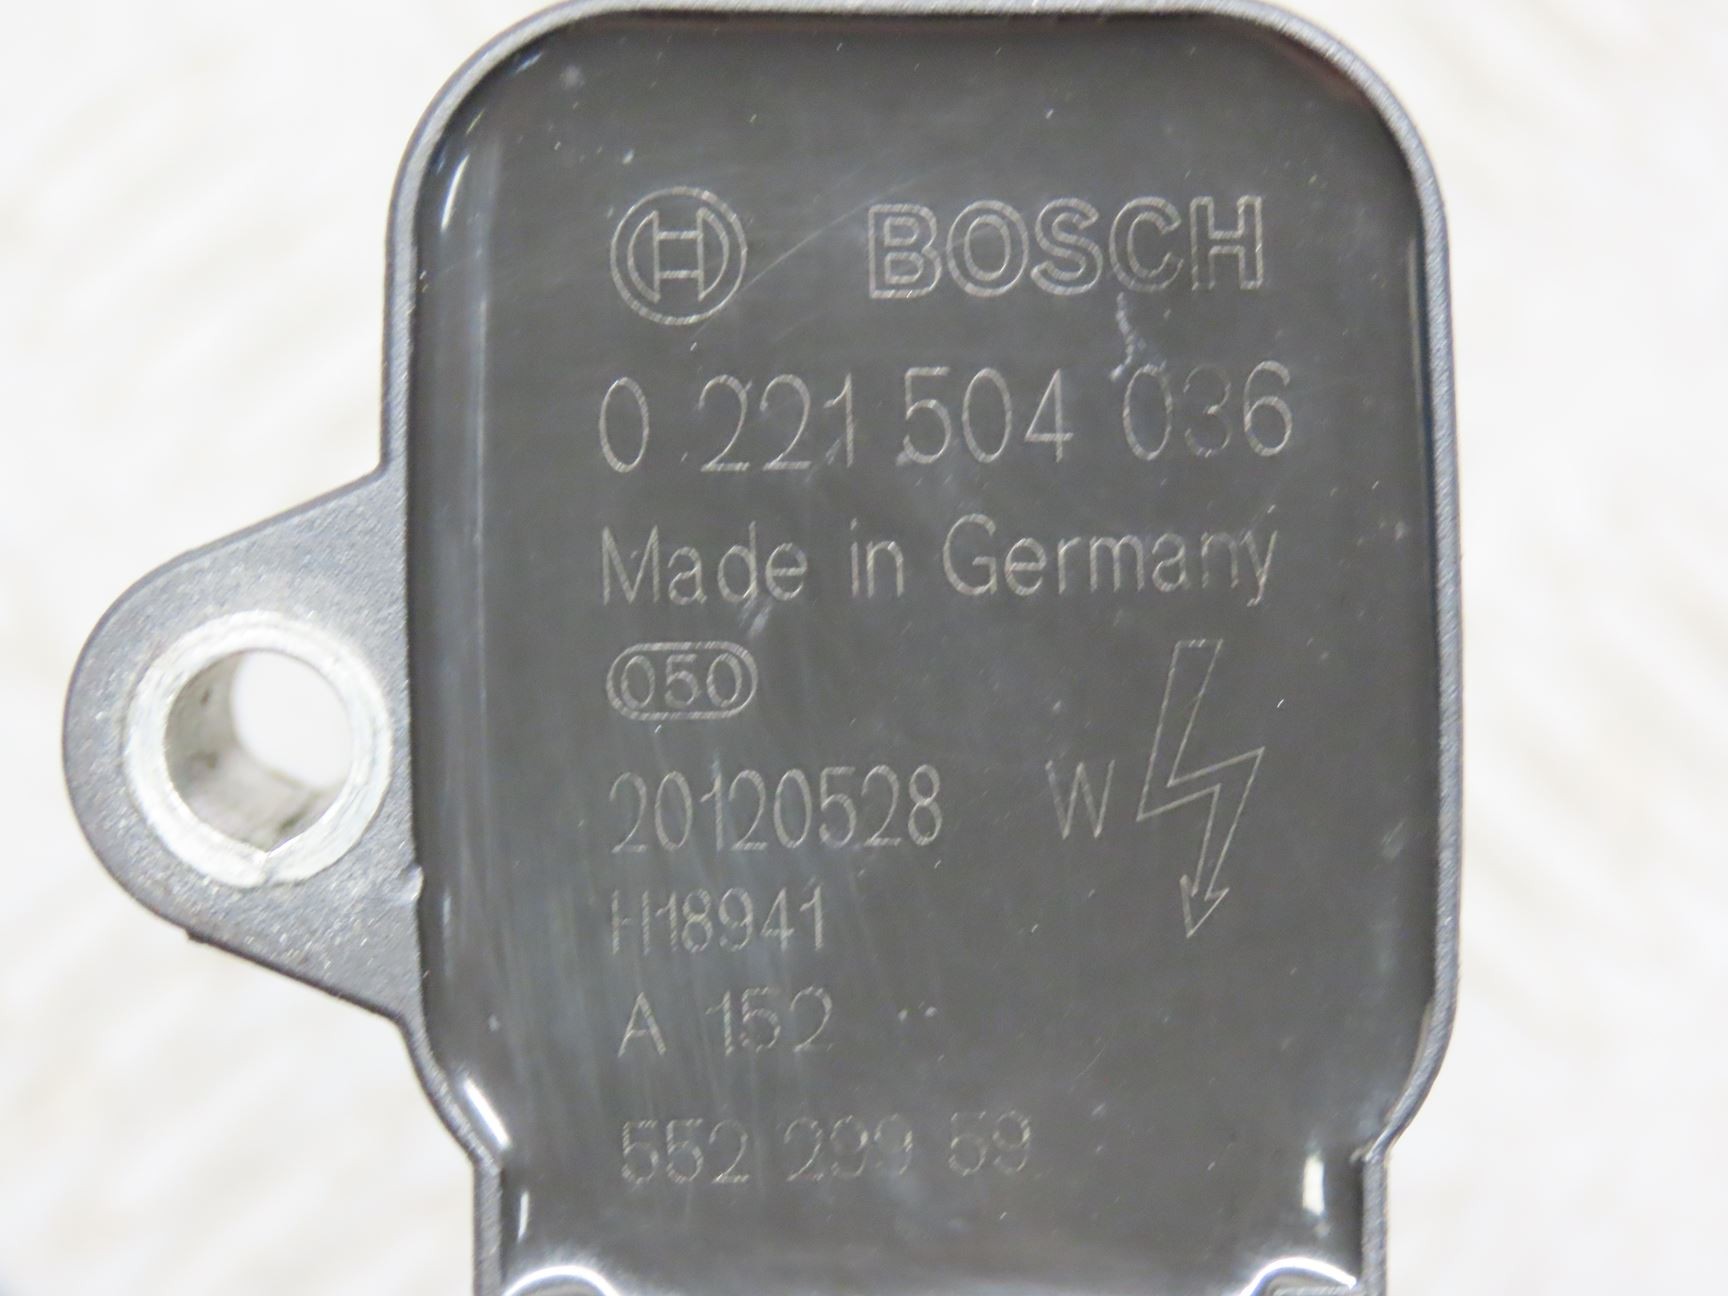 BOSCH
0 221 504 036
Made in Germany
050
20120528 W
H18941
A 152
552 299 59